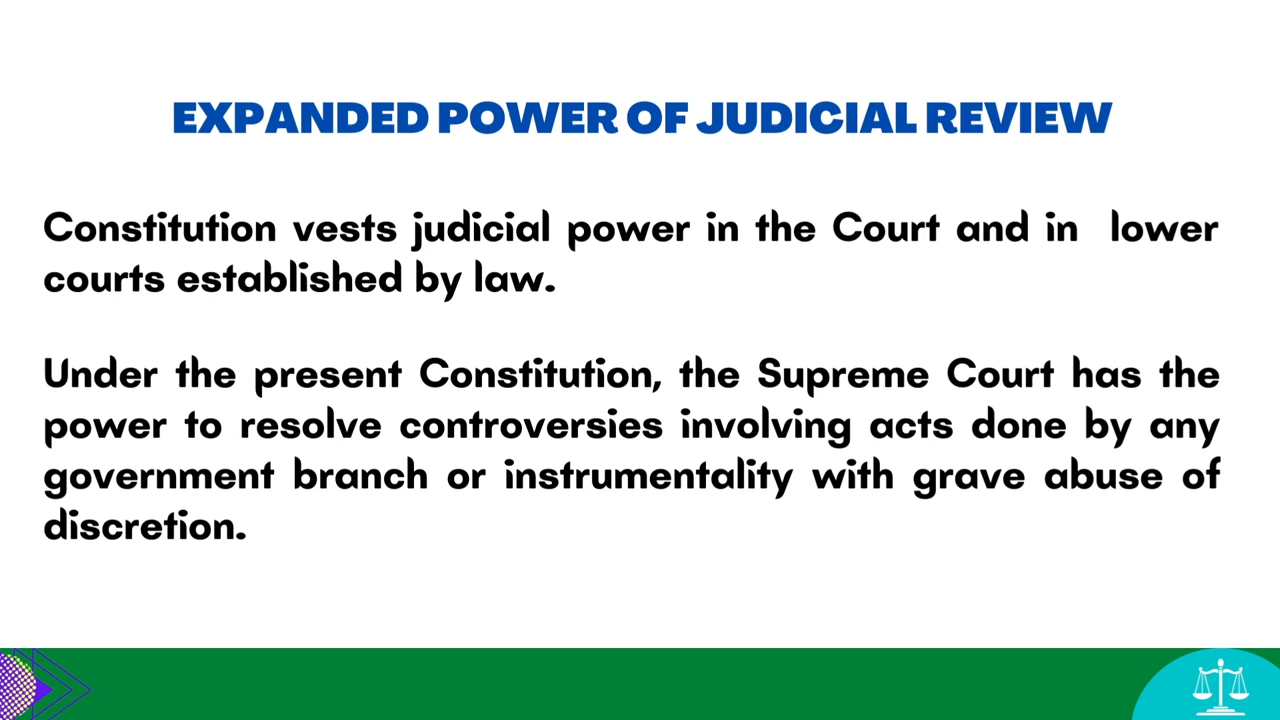 EXPANDED POWER OF JUDICIAL REVIEW
Constitution vests judicial power in the Court and in lower
courts established by law.
Under the present Constitution, the Supreme Court has the
power to resolve controversies involving acts done by any
government branch or instrumentality with grave abuse of
discretion.